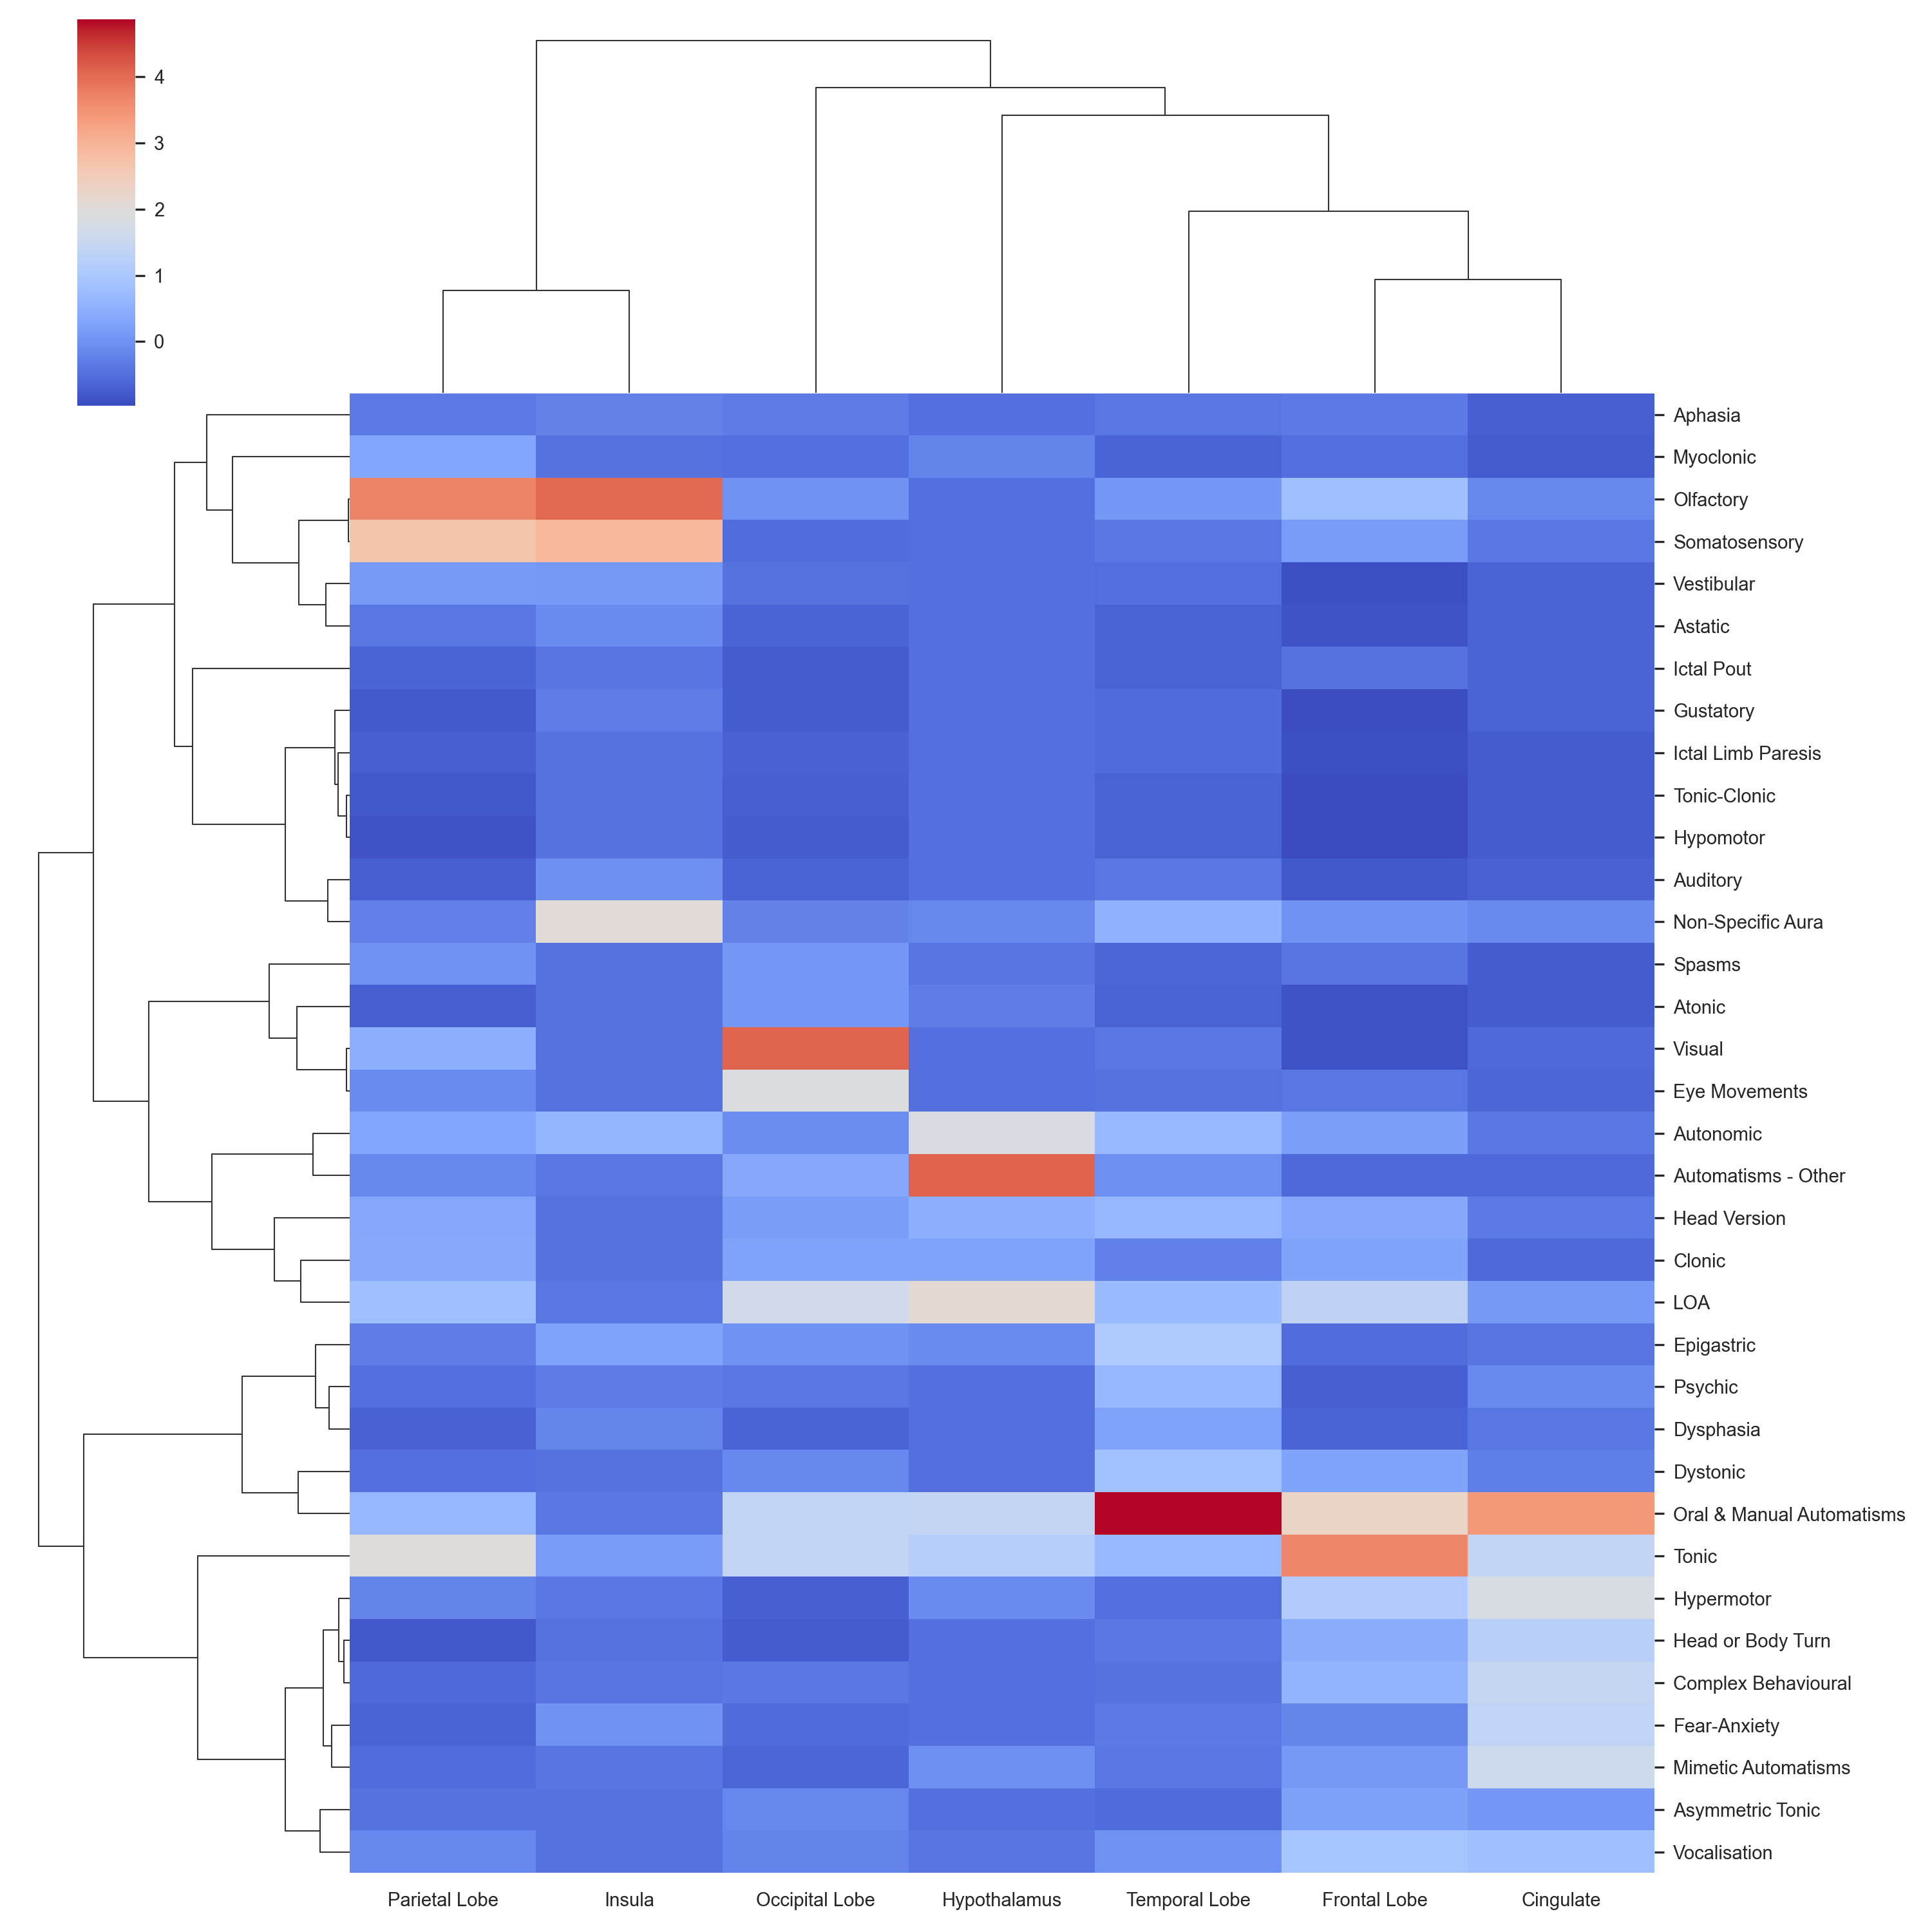 4
3
2
1
0
Aphasia
Myoclonic
Olfactory
Somatosensory
Vestibular
Astatic
Ictal Pout
Gustatory
Ictal Limb Paresis
Tonic-Clonic
Hypomotor
Auditory
Non-Specific Aura
Spasms
Atonic
Visual
Eye Movements
Autonomic
Automatisms - Other
Head Version
Clonic
LOA
Epigastric
Psychic
Dysphasia
Dystonic
Oral & Manual Automatisms
Tonic
Hypermotor
Head or Body Turn
Complex Behavioural
Fear-Anxiety
Mimetic Automatisms
Asymmetric Tonic
Vocalisation
Parietal Lobe Insula Occipital Lobe Hypothalamus Temporal Lobe Frontal Lobe Cingulate